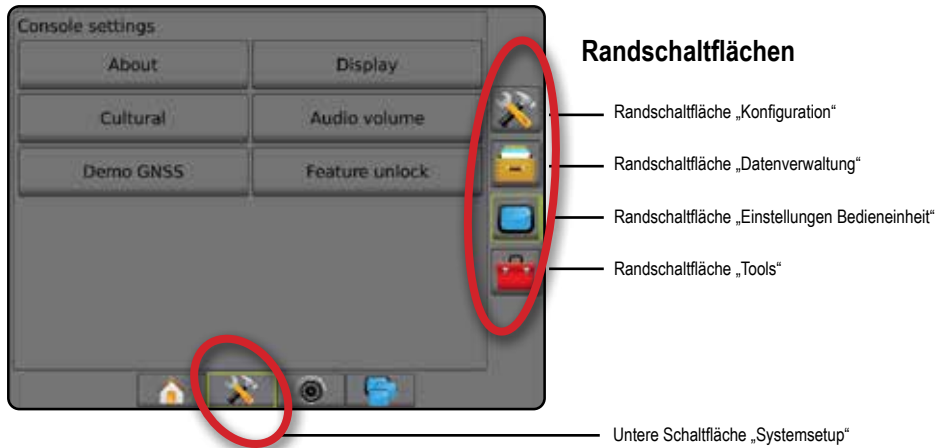 Console settings
About
Display
Cultural
Audio volume
Demo GNSS
Feature unlock
Randschaltflächen
Randschaltfläche „Konfiguration“
Randschaltfläche „Datenverwaltung“
Randschaltfläche „Einstellungen Bedieneinheit“
Randschaltfläche „Tools“
Untere Schaltfläche „Systemsetup“